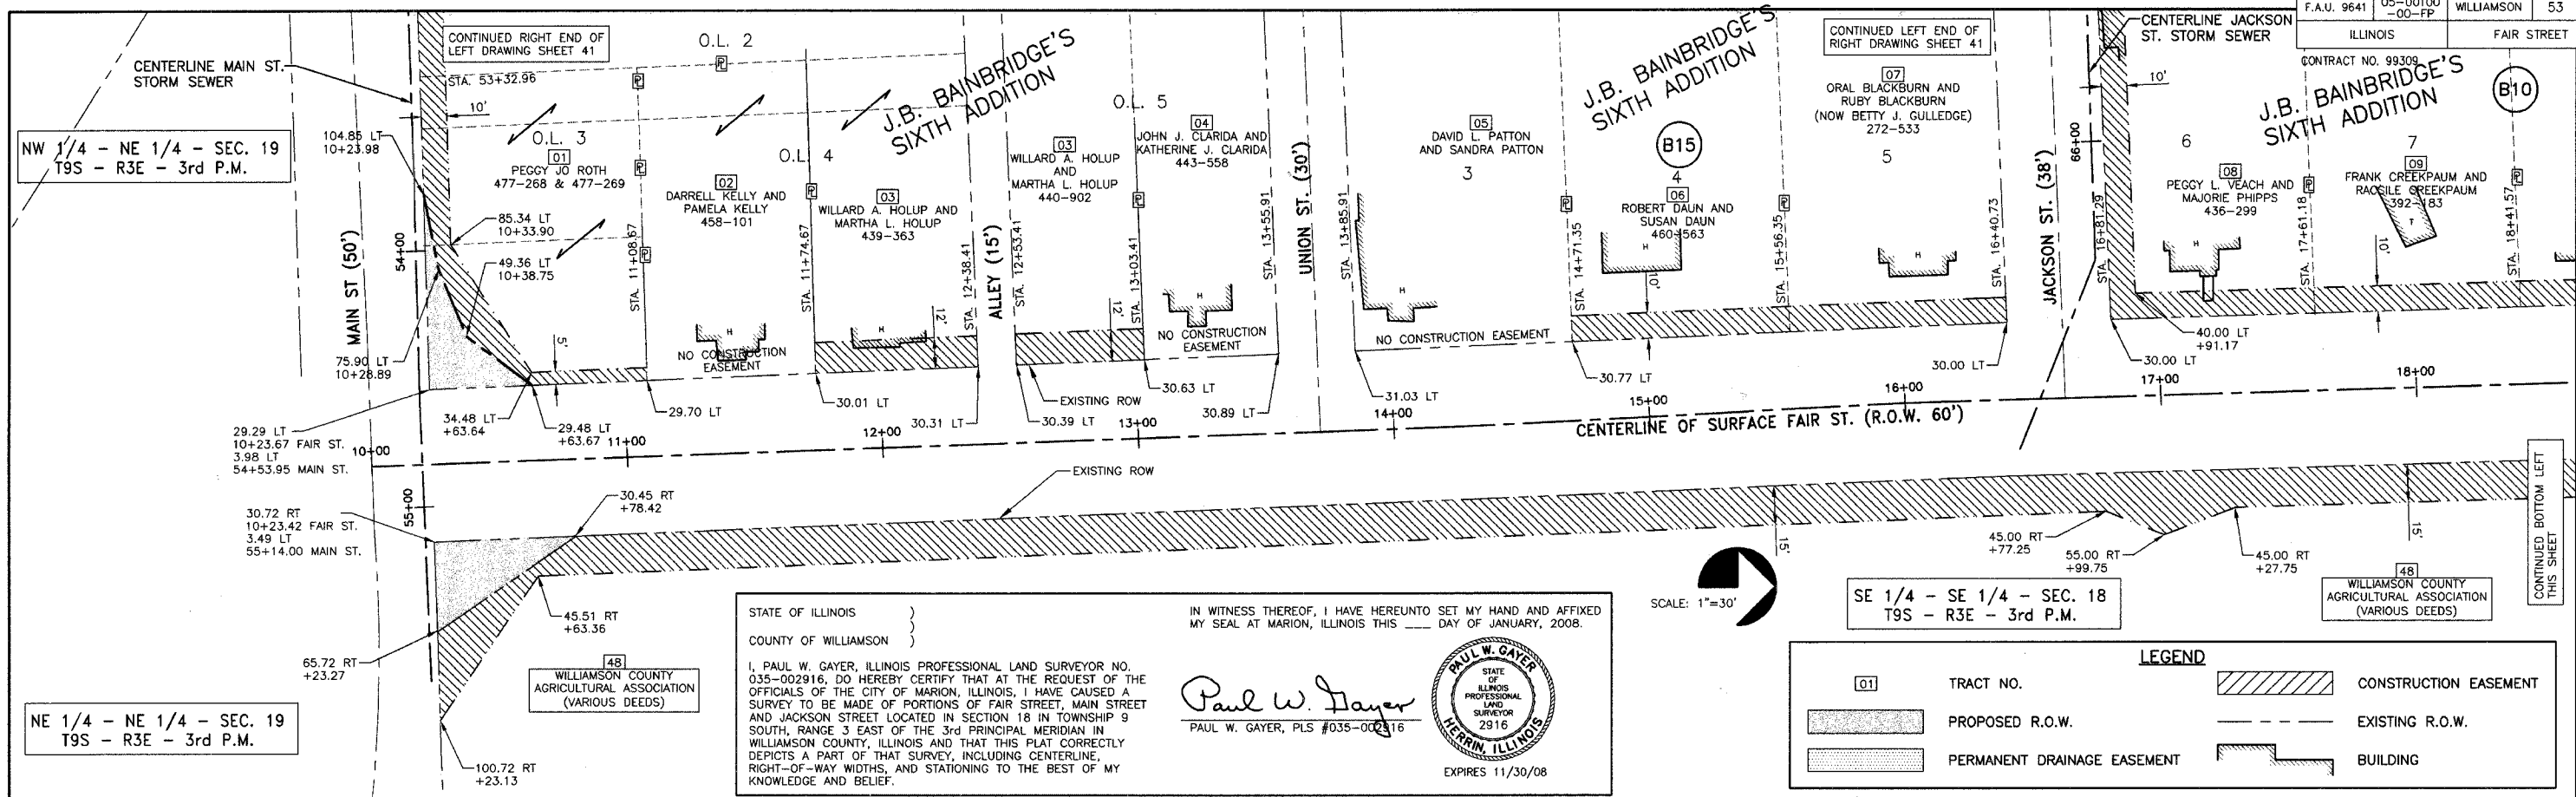 F.A.U. 9641
05-00100
-00-FP
WILLIAMSON
53
ILLINOIS
FAIR STREET
CONTRACT NO. 99309
CENTERLINE JACKSON
ST. STORM SEWER
CENTERLINE MAIN ST.
STORM SEWER
CONTINUED RIGHT END OF
LEFT DRAWING SHEET 41
STA. 53+32.96
10'
O.L. 2
J.B. BAINBRIDGE'S
SIXTH ADDITION
O.L. 5
J.B. BAINBRIDGE'S
SIXTH ADDITION
CONTINUED LEFT END OF
RIGHT DRAWING SHEET 41
10'
J.B. BAINBRIDGE'S
SIXTH ADDITION
B10
NW 1/4 - NE 1/4 - SEC. 19
T9S - R3E - 3rd P.M.
104.85 LT
10+23.98
O.L. 3
01
PEGGY JO ROTH
477-268 & 477-269
O.L. 4
02
DARRELL KELLY AND
PAMELA KELLY
458-101
03
WILLARD A. HOLUP AND
MARTHA L. HOLUP
439-363
03
WILLARD A. HOLUP
AND
MARTHA L. HOLUP
440-902
04
JOHN J. CLARIDA AND
KATHERINE J. CLARIDA
443-558
05
DAVID L. PATTON
AND SANDRA PATTON
3
B15
4
06
ROBERT DAUN AND
SUSAN DAUN
460-563
07
ORAL BLACKBURN AND
RUBY BLACKBURN
(NOW BETTY J. GULLEDGE)
272-533
5
6
08
PEGGY L. VEACH AND
MAJORIE PHIPPS
436-299
7
09
FRANK CREEKPAUM AND
RACSILE CREEKPAUM
392-183
85.34 LT
10+33.90
49.36 LT
10+38.75
75.90 LT
10+28.89
54+00
MAIN ST (50')
STA. 11+08.67
STA. 11+74.67
STA. 12+38.41
ALLEY (15')
STA. 12+53.41
STA. 13+03.41
STA. 13+55.91
UNION ST. (30')
STA. 13+85.91
STA. 14+71.35
STA. 15+56.35
STA. 16+40.73
JACKSON ST. (38')
66+00
STA. 16+81.29
STA. 17+61.18
STA. 18+41.57
H
H
H
H
H
H
H
5'
12'
12'
10'
10'
NO CONSTRUCTION
EASEMENT
NO CONSTRUCTION
EASEMENT
NO CONSTRUCTION EASEMENT
29.29 LT
10+23.67 FAIR ST.
3.98 LT
54+53.95 MAIN ST.
34.48 LT
+63.64
29.48 LT
+63.67
29.70 LT
30.01 LT
30.31 LT
30.39 LT
EXISTING ROW
30.63 LT
30.89 LT
31.03 LT
30.77 LT
30.00 LT
30.00 LT
40.00 LT
+91.17
10+00
11+00
12+00
13+00
14+00
15+00
16+00
17+00
18+00
CENTERLINE OF SURFACE FAIR ST. (R.O.W. 60')
EXISTING ROW
30.72 RT
10+23.42 FAIR ST.
3.49 LT
55+14.00 MAIN ST.
55+00
30.45 RT
+78.42
45.51 RT
+63.36
65.72 RT
+23.27
100.72 RT
+23.13
15'
45.00 RT
+77.25
55.00 RT
+99.75
45.00 RT
+27.75
15'
CONTINUED BOTTOM LEFT
THIS SHEET
48
WILLIAMSON COUNTY
AGRICULTURAL ASSOCIATION
(VARIOUS DEEDS)
NE 1/4 - NE 1/4 - SEC. 19
T9S - R3E - 3rd P.M.
STATE OF ILLINOIS )
)
COUNTY OF WILLIAMSON )
I, PAUL W. GAYER, ILLINOIS PROFESSIONAL LAND SURVEYOR NO.
035-002916, DO HEREBY CERTIFY THAT AT THE REQUEST OF THE
OFFICIALS OF THE CITY OF MARION, ILLINOIS, I HAVE CAUSED A
SURVEY TO BE MADE OF PORTIONS OF FAIR STREET, MAIN STREET
AND JACKSON STREET LOCATED IN SECTION 18 IN TOWNSHIP 9
SOUTH, RANGE 3 EAST OF THE 3rd PRINCIPAL MERIDIAN IN
WILLIAMSON COUNTY, ILLINOIS AND THAT THIS PLAT CORRECTLY
DEPICTS A PART OF THAT SURVEY, INCLUDING CENTERLINE,
RIGHT-OF-WAY WIDTHS, AND STATIONING TO THE BEST OF MY
KNOWLEDGE AND BELIEF.
IN WITNESS THEREOF, I HAVE HEREUNTO SET MY HAND AND AFFIXED
MY SEAL AT MARION, ILLINOIS THIS ___ DAY OF JANUARY, 2008.
Paul W. Gayer
PAUL W. GAYER, PLS #035-002916
PAUL W. GAYER
STATE
OF
ILLINOIS
PROFESSIONAL
LAND
SURVEYOR
2916
HERRIN, ILLINOIS
EXPIRES 11/30/08
SCALE: 1"=30'
SE 1/4 - SE 1/4 - SEC. 18
T9S - R3E - 3rd P.M.
48
WILLIAMSON COUNTY
AGRICULTURAL ASSOCIATION
(VARIOUS DEEDS)
LEGEND
01 TRACT NO.
CONSTRUCTION EASEMENT
PROPOSED R.O.W.
EXISTING R.O.W.
PERMANENT DRAINAGE EASEMENT
BUILDING